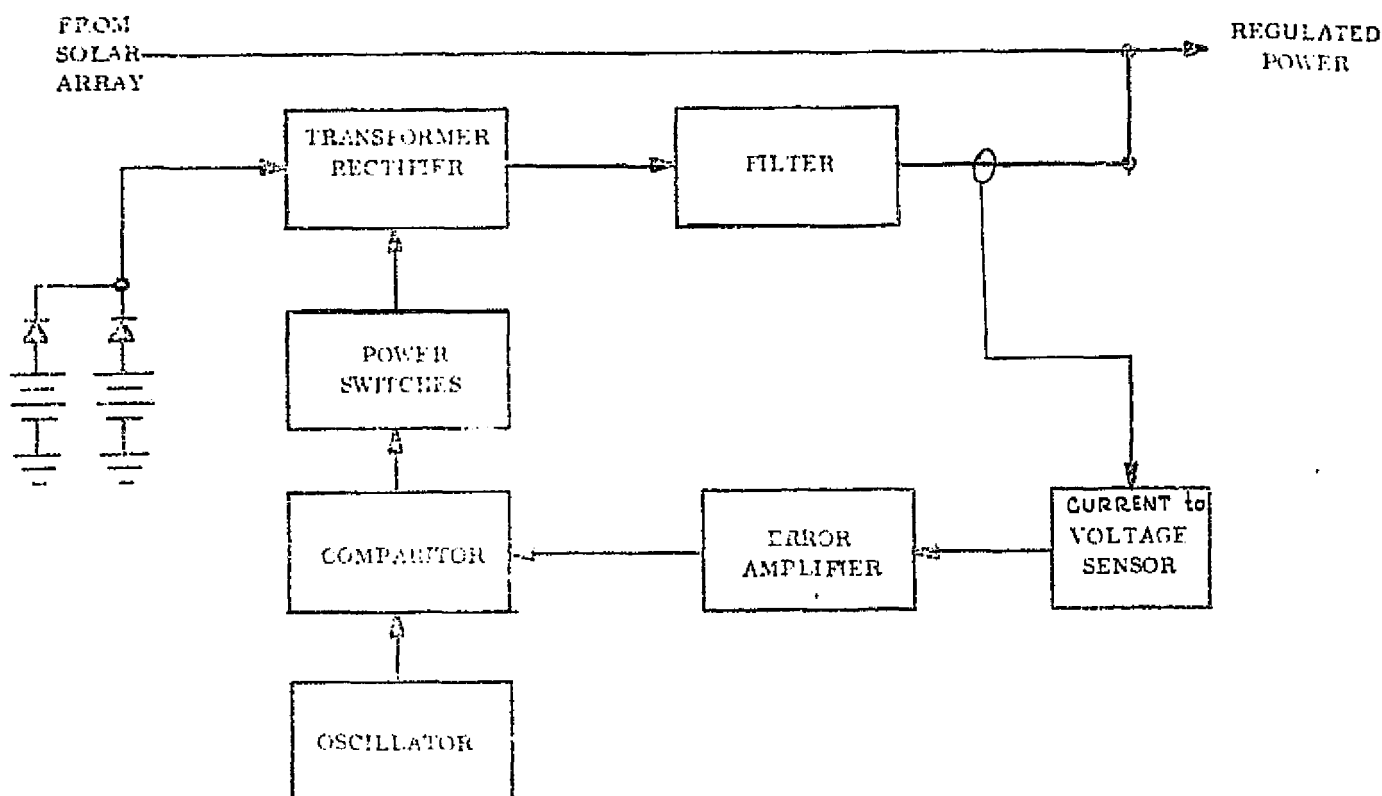 FROM
SOLAR
ARRAY
REGULATED
POWER
TRANSFORMER
RECTIFIER
FILTER
POWER
SWITCHES
CURRENT to
VOLTAGE
SENSOR
ERROR
AMPLIFIER
COMPARITOR
OSCILLATOR